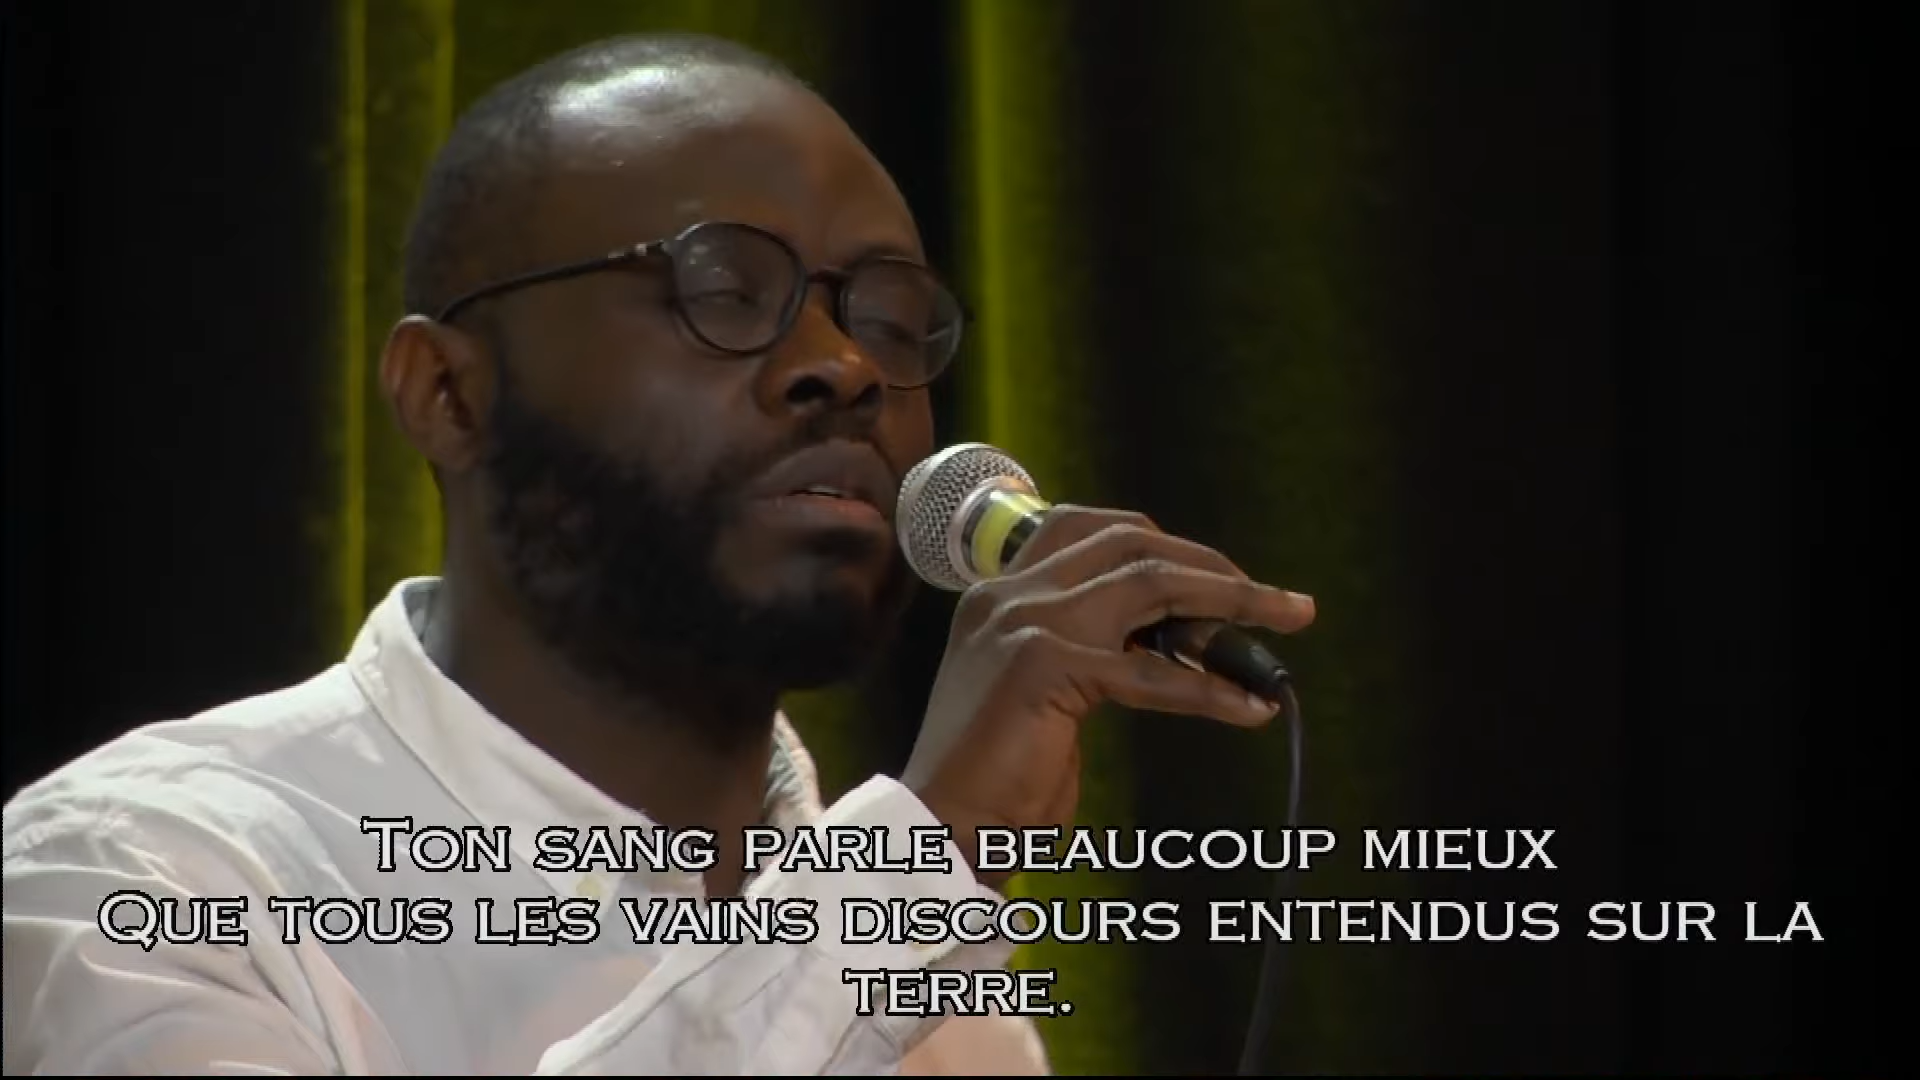 Ton sang parle beaucoup mieux
Que tous les vains discours entendus sur la
terre.